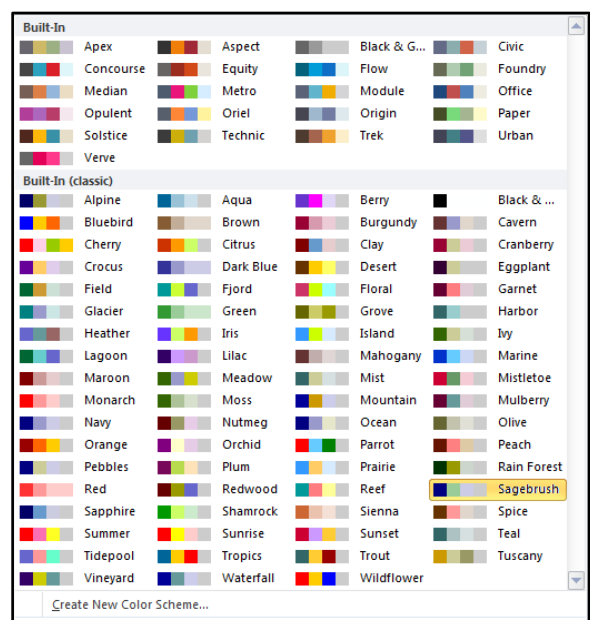 Built-In
Apex Aspect Black & G... Civic
Concourse Equity Flow Foundry
Median Metro Module Office
Opulent Oriel Origin Paper
Solstice Technic Trek Urban
Verve
Built-In (classic)
Alpine Aqua Berry Black & ...
Bluebird Brown Burgundy Cavern
Cherry Citrus Clay Cranberry
Crocus Dark Blue Desert Eggplant
Field Fjord Floral Garnet
Glacier Green Grove Harbor
Heather Iris Island Ivy
Lagoon Lilac Mahogany Marine
Maroon Meadow Mist Mistletoe
Monarch Moss Mountain Mulberry
Navy Nutmeg Ocean Olive
Orange Orchid Parrot Peach
Pebbles Plum Prairie Rain Forest
Red Redwood Reef Sagebrush
Sapphire Shamrock Sienna Spice
Summer Sunrise Sunset Teal
Tidepool Tropics Trout Tuscany
Vineyard Waterfall Wildflower
Create New Color Scheme...